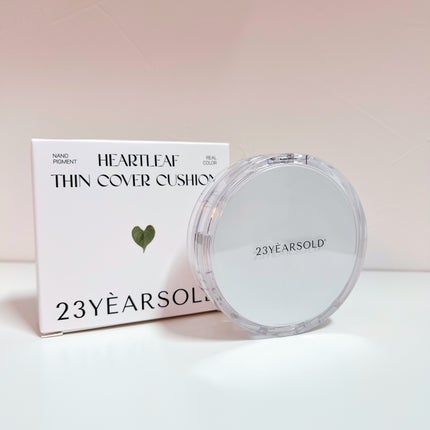 NANO
PIGMENT
HEARTLEAF
REAL
COLOR
THIN COVER CUSHION
23YÈARSOLD
23YÈARSOLD